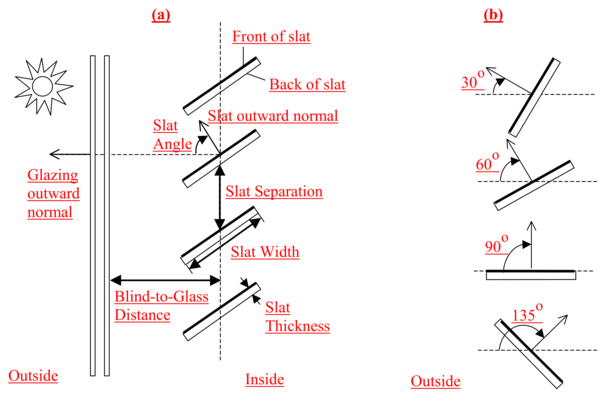 (a)
Front of slat
Back of slat
Slat outward normal
Slat
Angle
Glazing
outward
normal
Slat Separation
Slat Width
Blind-to-Glass
Distance
Slat
Thickness
Outside
Inside
(b)
30°
60°
90°
135°
Outside